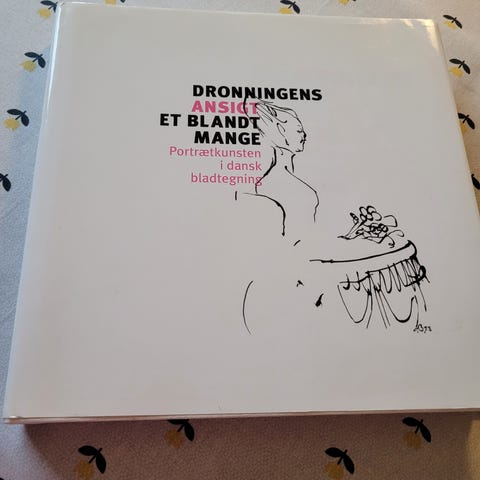 DRONNINGENS
ANSIGT
ET BLANDT
MANGE
Portrætkunsten
i dansk
bladtegning